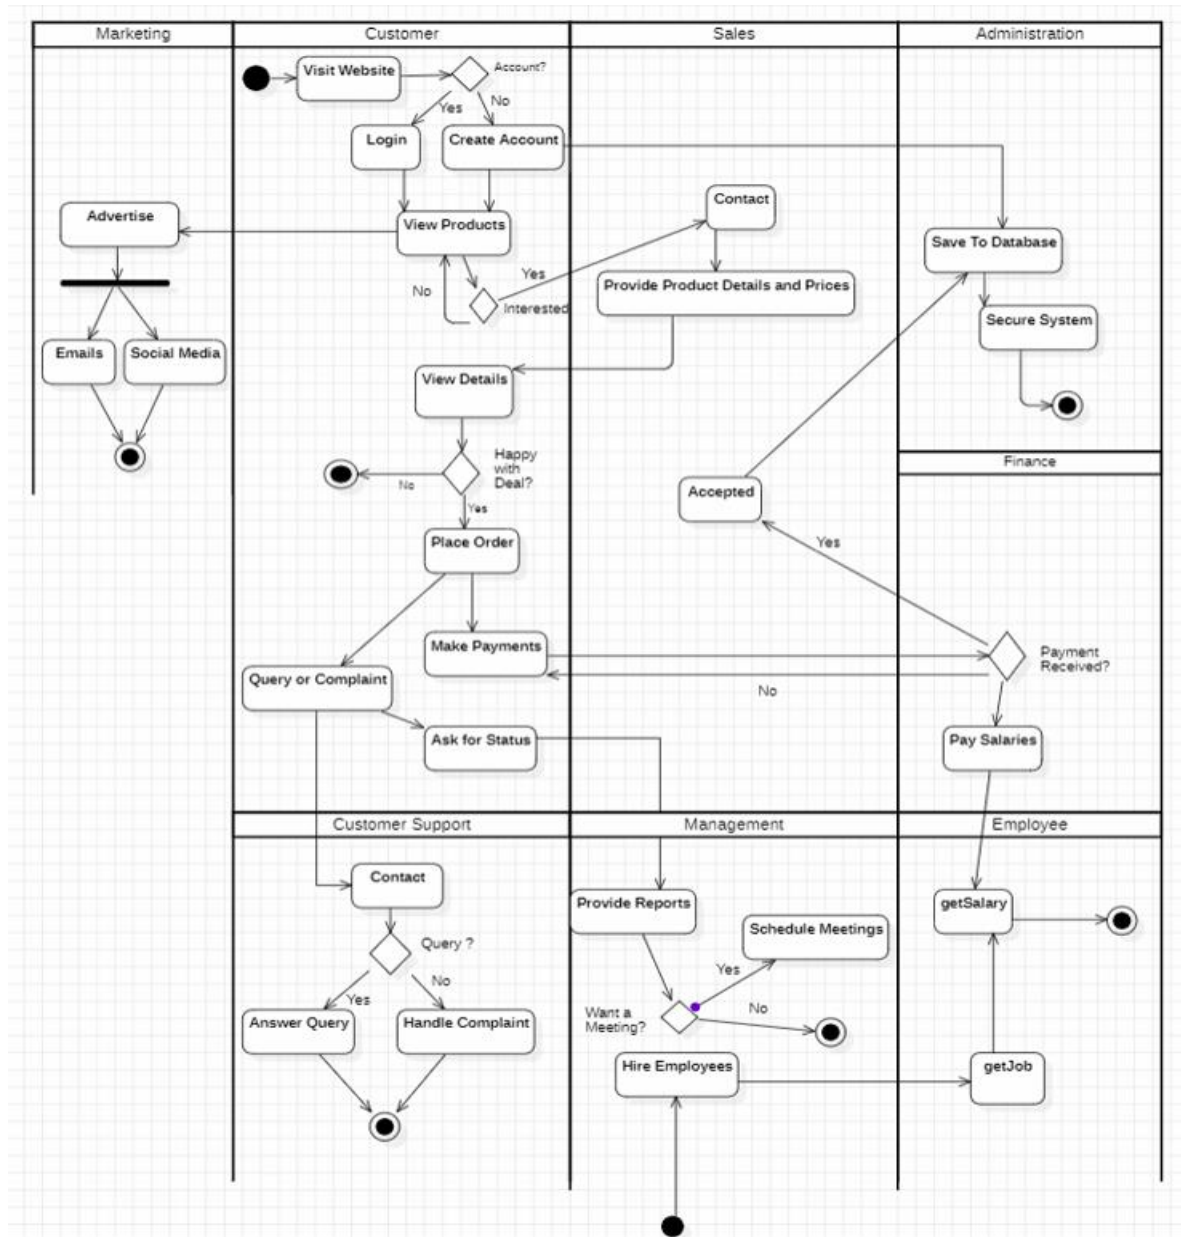 Marketing
Customer
Sales
Administration
Visit Website
Account?
Yes
No
Login
Create Account
Advertise
View Products
Contact
Save To Database
Yes
No
Interested
Provide Product Details and Prices
Secure System
Emails
Social Media
View Details
Happy
with
Deal?
No
Yes
Finance
Accepted
Place Order
Yes
Make Payments
Payment
Received?
No
Query or Complaint
Ask for Status
Pay Salaries
Customer Support
Management
Employee
Contact
Provide Reports
getSalary
Schedule Meetings
Query ?
Yes
No
Yes
No
Want a
Meeting?
Answer Query
Handle Complaint
Hire Employees
getJob